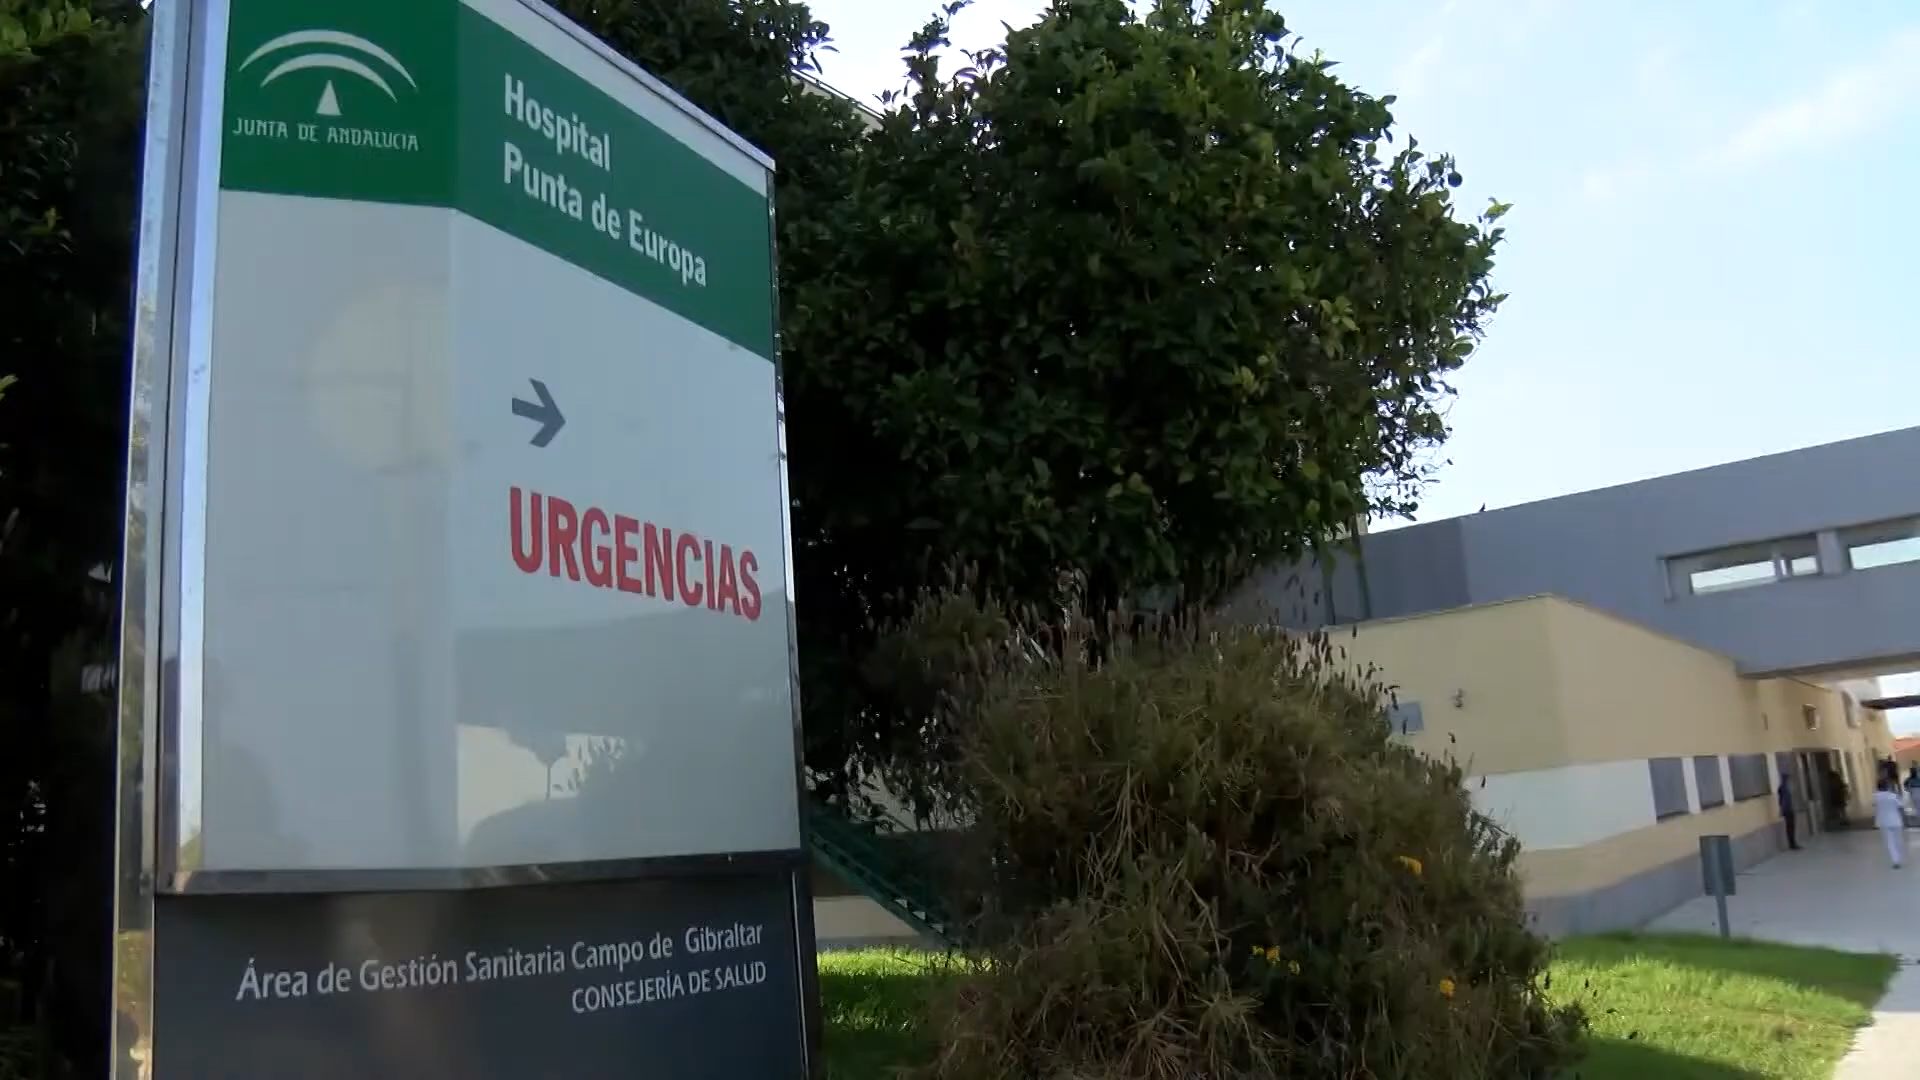 JUNTA DE ANDALUCIA
Hospital
Punta de Europa
URGENCIAS
Área de Gestión Sanitaria Campo de Gibraltar
CONSEJERÍA DE SALUD